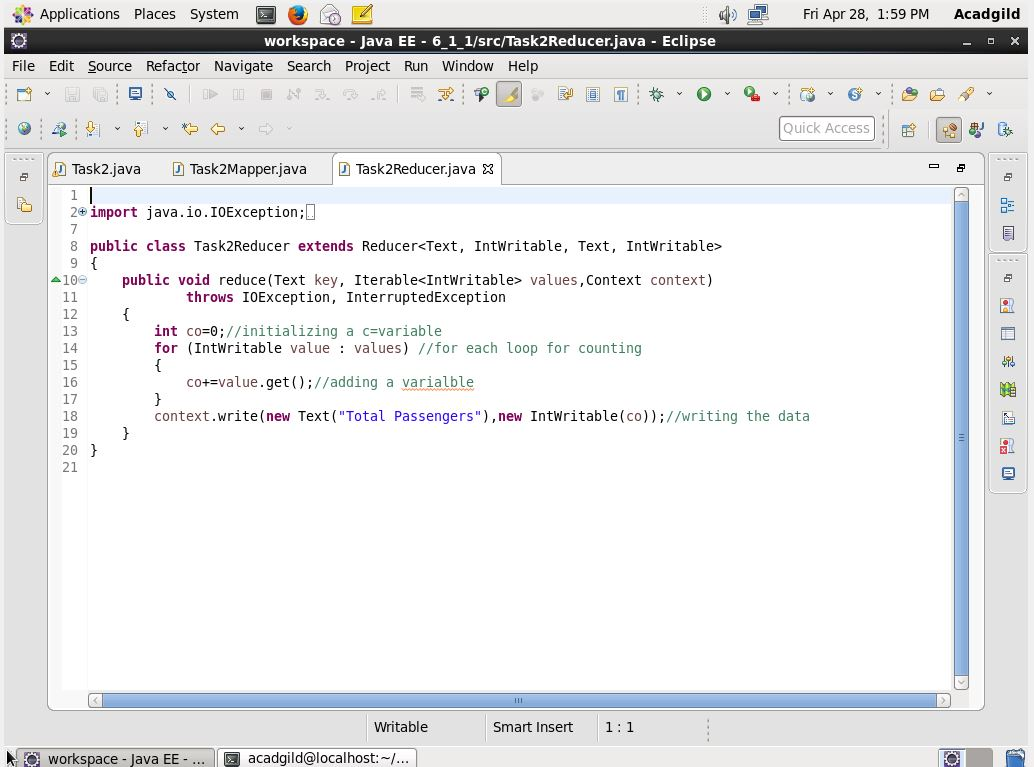 Applications Places System Fri Apr 28, 1:59 PM Acadgild
workspace - Java EE - 6_1_1/src/Task2Reducer.java - Eclipse
File Edit Source Refactor Navigate Search Project Run Window Help
Quick Access
Task2.java Task2Mapper.java Task2Reducer.java
1
2 import java.io.IOException;
7
8 public class Task2Reducer extends Reducer<Text, IntWritable, Text, IntWritable>
9 {
10 public void reduce(Text key, Iterable<IntWritable> values,Context context)
11 throws IOException, InterruptedException
12 {
13 int co=0;//initializing a c=variable
14 for (IntWritable value : values) //for each loop for counting
15 {
16 co+=value.get();//adding a varialble
17 }
18 context.write(new Text("Total Passengers"),new IntWritable(co));//writing the data
19 }
20 }
21
Writable Smart Insert 1 : 1
workspace - Java EE - ... acadgild@localhost:~/...